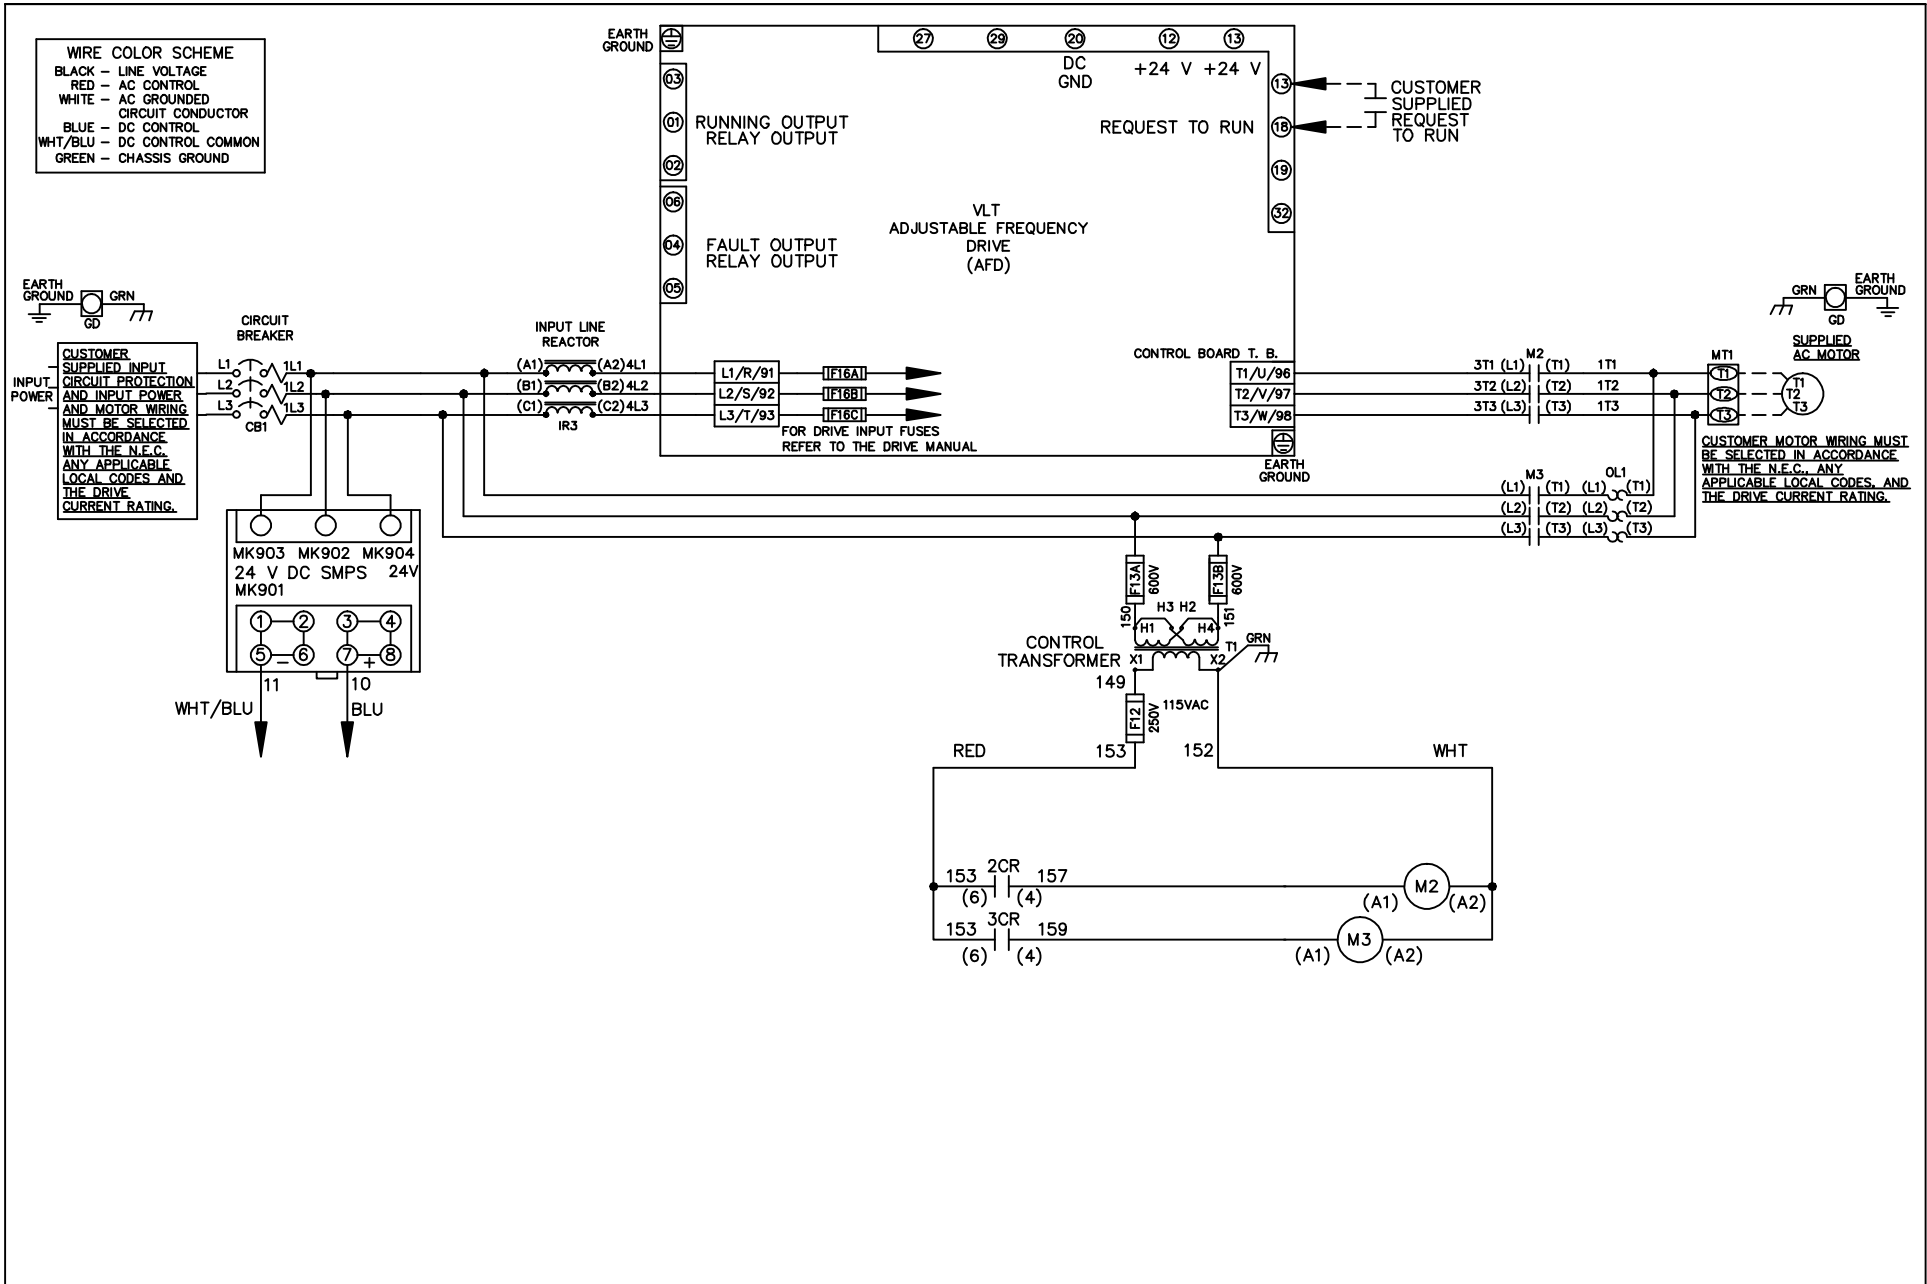 WIRE COLOR SCHEME
BLACK – LINE VOLTAGE
RED – AC CONTROL
WHITE – AC GROUNDED
CIRCUIT CONDUCTOR
BLUE – DC CONTROL
WHT/BLU – DC CONTROL COMMON
GREEN – CHASSIS GROUND
EARTH
GROUND
03
01
02
RUNNING OUTPUT
RELAY OUTPUT
06
04
05
FAULT OUTPUT
RELAY OUTPUT
27 29 20 12 13
DC
GND
+24 V +24 V
13
REQUEST TO RUN 18
19
32
CUSTOMER
SUPPLIED
REQUEST
TO RUN
VLT
ADJUSTABLE FREQUENCY
DRIVE
(AFD)
EARTH
GROUND
GRN
GD
INPUT
POWER
CUSTOMER
SUPPLIED INPUT
CIRCUIT PROTECTION
AND INPUT POWER
AND MOTOR WIRING
MUST BE SELECTED
IN ACCORDANCE
WITH THE N.E.C.
ANY APPLICABLE
LOCAL CODES AND
THE DRIVE
CURRENT RATING.
CIRCUIT
BREAKER
L1 1L1
L2 1L2
L3 1L3
CB1
INPUT LINE
REACTOR
(A1) (A2) 4L1
(B1) (B2) 4L2
(C1) (C2) 4L3
IR3
L1/R/91 F16A
L2/S/92 F16B
L3/T/93 F16C
FOR DRIVE INPUT FUSES
REFER TO THE DRIVE MANUAL
CONTROL BOARD T. B.
T1/U/96
T2/V/97
T3/W/98
EARTH
GROUND
M2
3T1 (L1) (T1) 1T1
3T2 (L2) (T2) 1T2
3T3 (L3) (T3) 1T3
MT1
T1
T2
T3
GRN
EARTH
GROUND
GD
SUPPLIED
AC MOTOR
T1
T2
T3
CUSTOMER MOTOR WIRING MUST
BE SELECTED IN ACCORDANCE
WITH THE N.E.C., ANY
APPLICABLE LOCAL CODES, AND
THE DRIVE CURRENT RATING.
M3 OL1
(L1) (T1) (L1) (T1)
(L2) (T2) (L2) (T2)
(L3) (T3) (L3) (T3)
MK903 MK902 MK904
24 V DC SMPS 24V
MK901
1 2 3 4
5 – 6 7 + 8
11 10
WHT/BLU BLU
F13A 600V F13B 600V
150 H3 H2 151
H1 H4
CONTROL
TRANSFORMER
T1 GRN
X1 X2
149
F12 250V 115VAC
RED 153 152 WHT
2CR
153 157
(6) (4)
M2
(A1) (A2)
3CR
153 159
(6) (4)
M3
(A1) (A2)